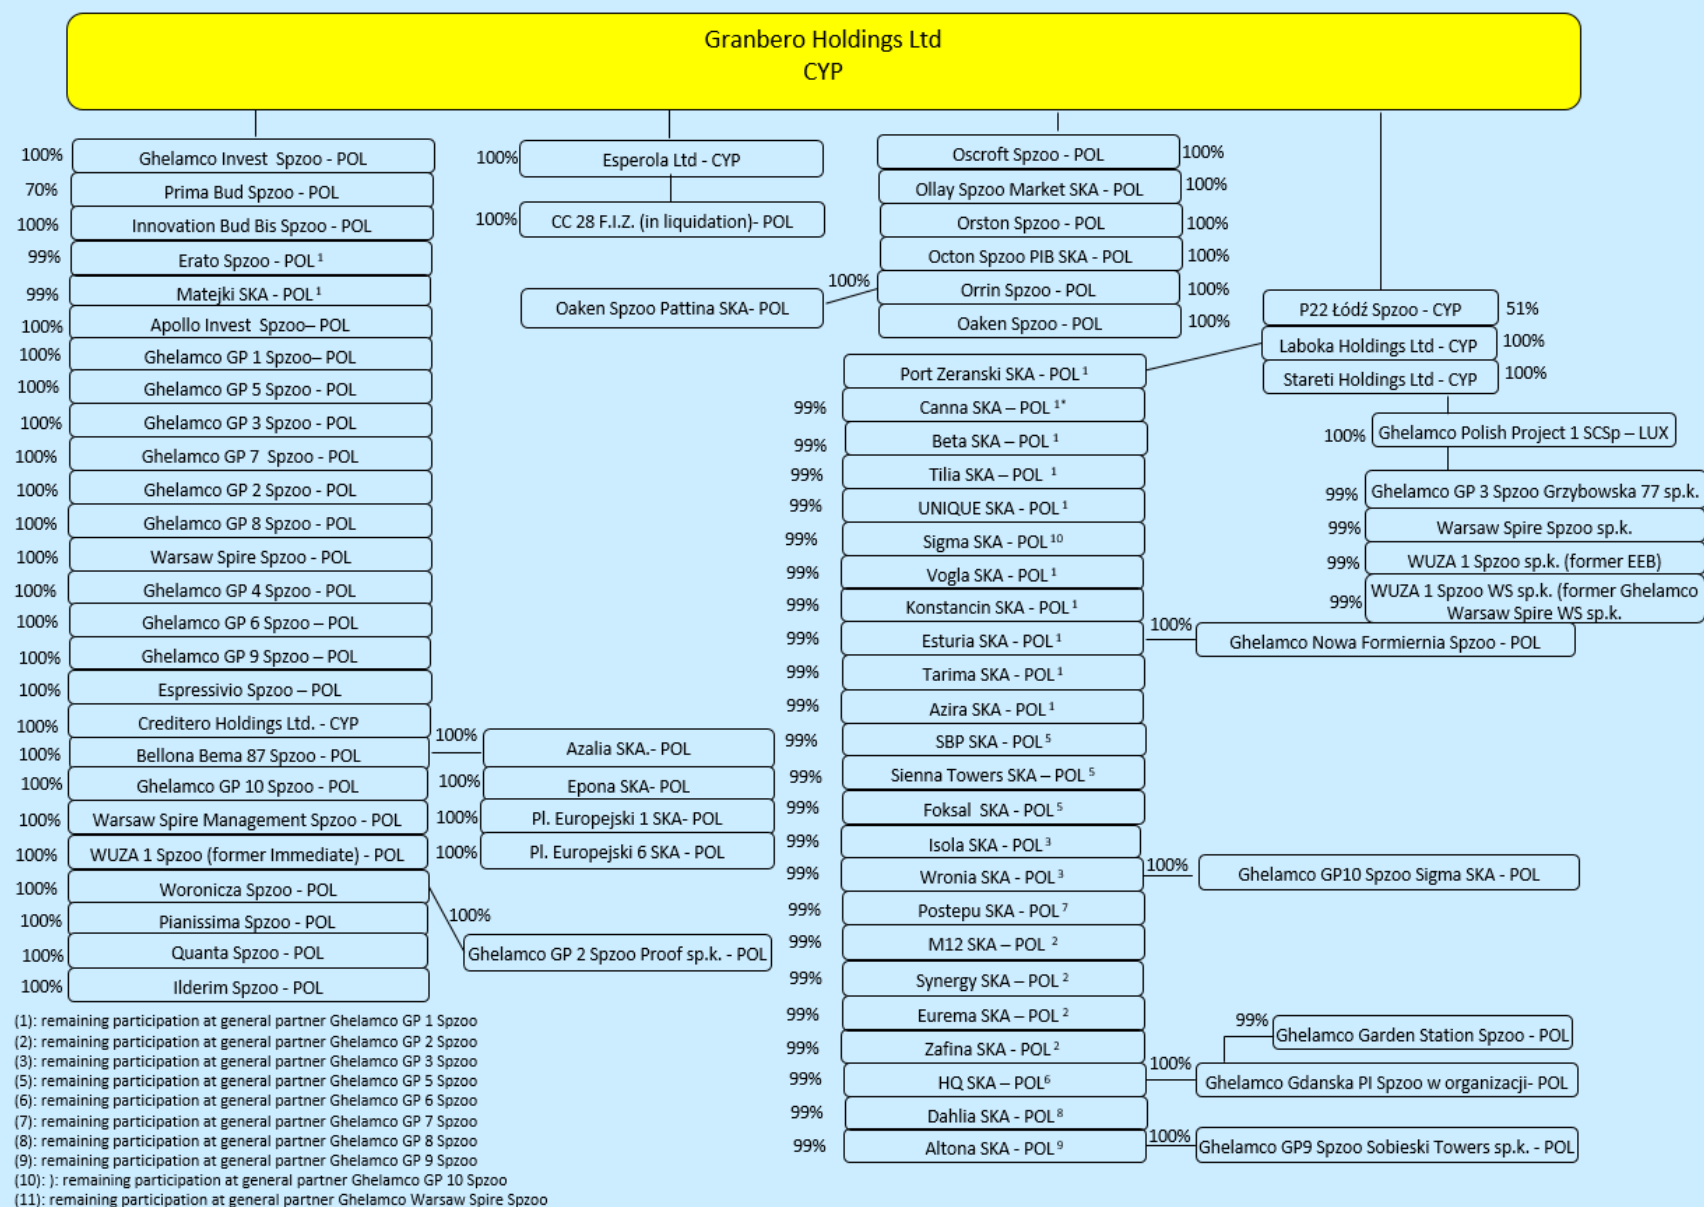 Granbero Holdings Ltd
CYP
100% Ghelamco Invest Spzoo - POL
70% Prima Bud Spzoo - POL
100% Innovation Bud Bis Spzoo - POL
99% Erato Spzoo - POL ¹
99% Matejki SKA - POL ¹
100% Apollo Invest Spzoo– POL
100% Ghelamco GP 1 Spzoo– POL
100% Ghelamco GP 5 Spzoo - POL
100% Ghelamco GP 3 Spzoo - POL
100% Ghelamco GP 7 Spzoo - POL
100% Ghelamco GP 2 Spzoo - POL
100% Ghelamco GP 8 Spzoo - POL
100% Warsaw Spire Spzoo - POL
100% Ghelamco GP 4 Spzoo - POL
100% Ghelamco GP 6 Spzoo – POL
100% Ghelamco GP 9 Spzoo – POL
100% Espressivio Spzoo – POL
100% Creditero Holdings Ltd. - CYP
100% Bellona Bema 87 Spzoo - POL
100% Ghelamco GP 10 Spzoo - POL
100% Warsaw Spire Management Spzoo - POL
100% WUZA 1 Spzoo (former Immediate) - POL
100% Woronicza Spzoo - POL
100% Pianissima Spzoo - POL
100% Quanta Spzoo - POL
100% Ilderim Spzoo - POL
100% Esperola Ltd - CYP
100% CC 28 F.I.Z. (in liquidation)- POL
100%
Oaken Spzoo Pattina SKA- POL
100% Azalia SKA.- POL
100% Epona SKA- POL
100% Pl. Europejski 1 SKA- POL
100% Pl. Europejski 6 SKA - POL
100%
Ghelamco GP 2 Spzoo Proof sp.k. - POL
Oscroft Spzoo - POL 100%
Ollay Spzoo Market SKA - POL 100%
Orston Spzoo - POL 100%
Octon Spzoo PIB SKA - POL 100%
Orrin Spzoo - POL 100%
Oaken Spzoo - POL 100%
Port Zeranski SKA - POL ¹
99% Canna SKA – POL ¹*
99% Beta SKA – POL ¹
99% Tilia SKA – POL ¹
99% UNIQUE SKA - POL ¹
99% Sigma SKA - POL ¹⁰
99% Vogla SKA - POL ¹
99% Konstancin SKA - POL ¹
99% Esturia SKA - POL ¹
99% Tarima SKA - POL ¹
99% Azira SKA - POL ¹
99% SBP SKA - POL ⁵
99% Sienna Towers SKA – POL ⁵
99% Foksal SKA - POL ⁵
99% Isola SKA - POL ³
99% Wronia SKA - POL ³
99% Postepu SKA - POL ⁷
99% M12 SKA – POL ²
99% Synergy SKA – POL ²
99% Eurema SKA – POL ²
99% Zafina SKA - POL ²
99% HQ SKA – POL⁶
99% Dahlia SKA - POL ⁸
99% Altona SKA - POL ⁹
P22 Łódź Spzoo - CYP 51%
Laboka Holdings Ltd - CYP 100%
Stareti Holdings Ltd - CYP 100%
100% Ghelamco Polish Project 1 SCSp – LUX
99% Ghelamco GP 3 Spzoo Grzybowska 77 sp.k.
99% Warsaw Spire Spzoo sp.k.
99% WUZA 1 Spzoo sp.k. (former EEB)
99% WUZA 1 Spzoo WS sp.k. (former Ghelamco
Warsaw Spire WS sp.k.
100% Ghelamco Nowa Formiernia Spzoo - POL
100% Ghelamco GP10 Spzoo Sigma SKA - POL
99% Ghelamco Garden Station Spzoo - POL
100% Ghelamco Gdanska PI Spzoo w organizacji- POL
100% Ghelamco GP9 Spzoo Sobieski Towers sp.k. - POL
(1): remaining participation at general partner Ghelamco GP 1 Spzoo
(2): remaining participation at general partner Ghelamco GP 2 Spzoo
(3): remaining participation at general partner Ghelamco GP 3 Spzoo
(5): remaining participation at general partner Ghelamco GP 5 Spzoo
(6): remaining participation at general partner Ghelamco GP 6 Spzoo
(7): remaining participation at general partner Ghelamco GP 7 Spzoo
(8): remaining participation at general partner Ghelamco GP 8 Spzoo
(9): remaining participation at general partner Ghelamco GP 9 Spzoo
(10): ): remaining participation at general partner Ghelamco GP 10 Spzoo
(11): remaining participation at general partner Ghelamco Warsaw Spire Spzoo